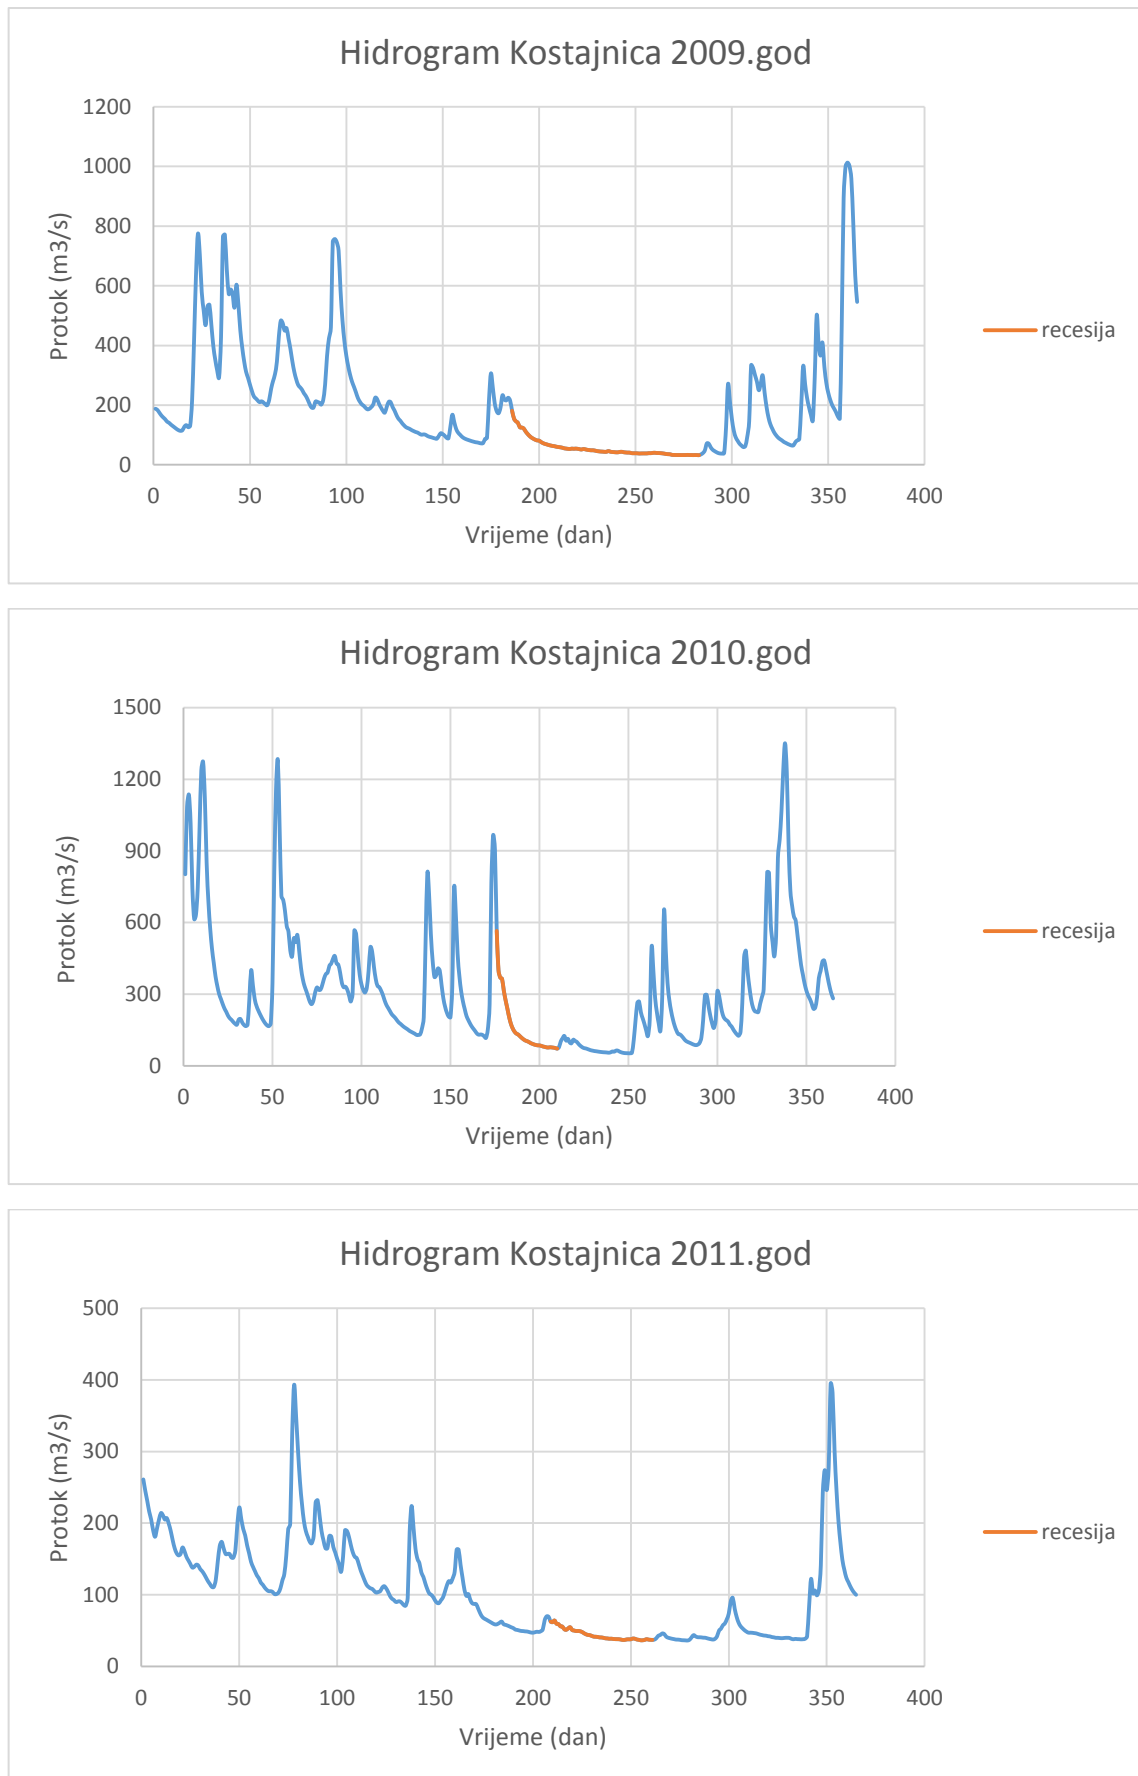 Hidrogram Kostajnica 2009.god
1200
1000
800
600
400
200
0
Protok (m3/s)
0 50 100 150 200 250 300 350 400
Vrijeme (dan)
recesija
Hidrogram Kostajnica 2010.god
1500
1200
900
600
300
0
Protok (m3/s)
0 50 100 150 200 250 300 350 400
Vrijeme (dan)
recesija
Hidrogram Kostajnica 2011.god
500
400
300
200
100
0
Protok (m3/s)
0 50 100 150 200 250 300 350 400
Vrijeme (dan)
recesija